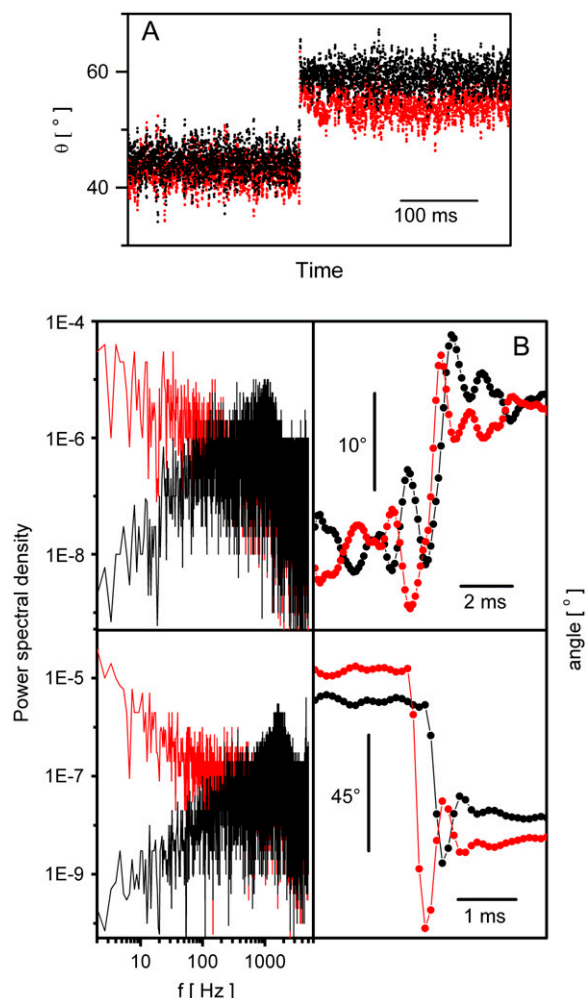 A
60
40
θ [ ° ]
100 ms
Time
1E-4
1E-6
1E-8
B
10°
2 ms
1E-5
1E-7
1E-9
45°
1 ms
Power spectral density
angle [ ° ]
10
100
1000
f [ Hz ]